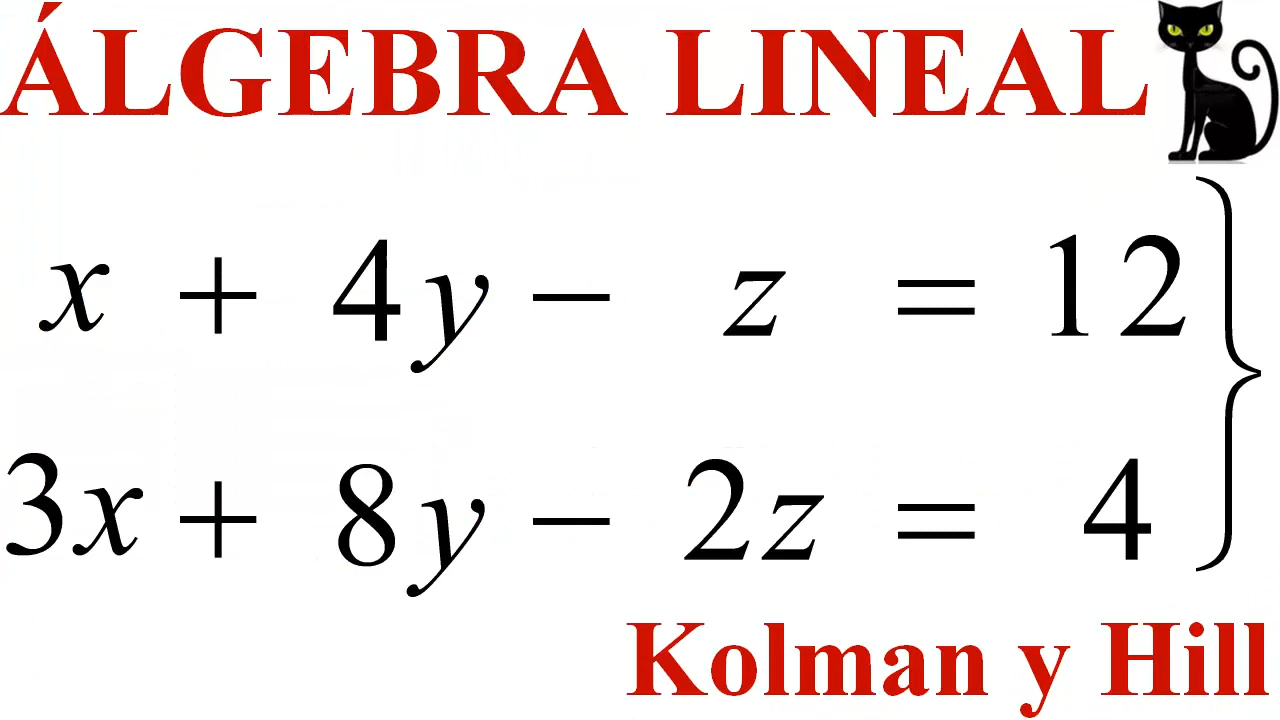 ÁLGEBRA LINEAL
x + 4y − z = 12
3x + 8y − 2z = 4
Kolman y Hill